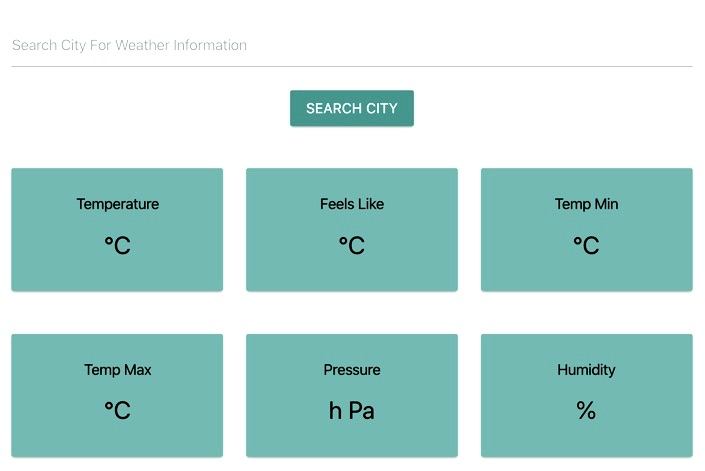 Search City For Weather Information
SEARCH CITY
Temperature
°C
Feels Like
°C
Temp Min
°C
Temp Max
°C
Pressure
h Pa
Humidity
%